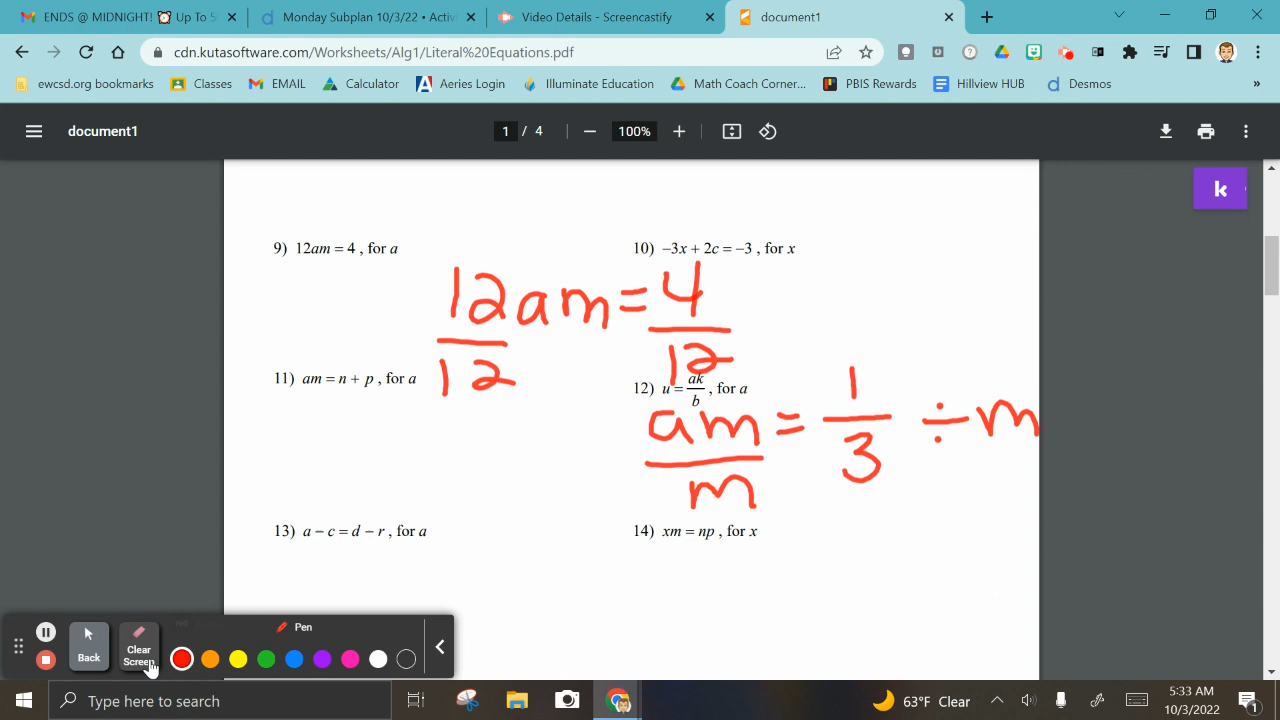 ENDS @ MIDNIGHT! ⏰ Up To 5
Monday Subplan 10/3/22 • Activi
Video Details - Screencastify
document1
cdn.kutasoftware.com/Worksheets/Alg1/Literal%20Equations.pdf
ewcsd.org bookmarks
Classes
EMAIL
Calculator
Aeries Login
Illuminate Education
Math Coach Corner...
PBIS Rewards
Hillview HUB
Desmos
»
document1
1 / 4
100%
k
9) 12am = 4 , for a
10) −3x + 2c = −3 , for x
12am = 4
12 12
11) am = n + p , for a
12) u = ak/b , for a
am = 1/3 ÷ m
m
13) a − c = d − r , for a
14) xm = np , for x
Pen
Back
Clear Screen
Type here to search
63°F Clear
5:33 AM
10/3/2022
1